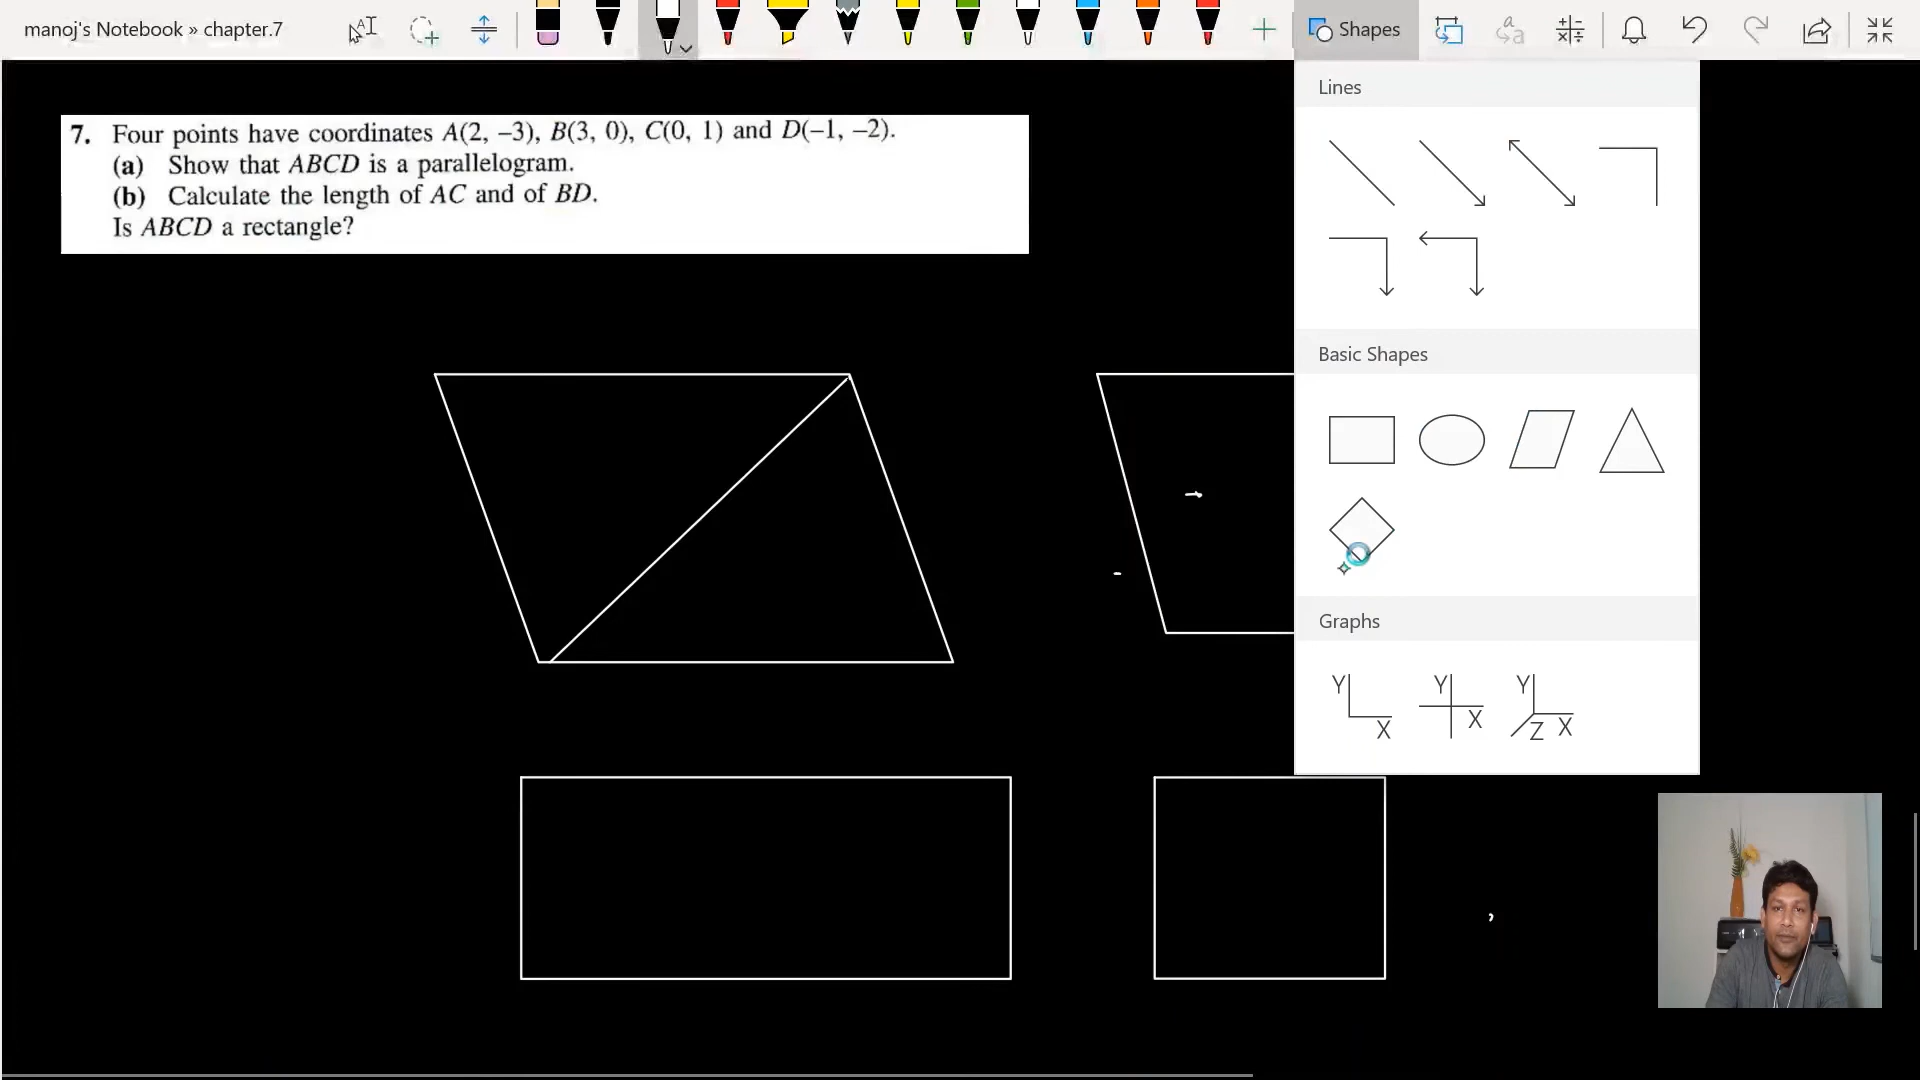 manoj's Notebook » chapter.7
Shapes
Lines
7. Four points have coordinates A(2, –3), B(3, 0), C(0, 1) and D(–1, –2).
(a) Show that ABCD is a parallelogram.
(b) Calculate the length of AC and of BD.
Is ABCD a rectangle?
Basic Shapes
Graphs
Y X
Y X
Y Z X